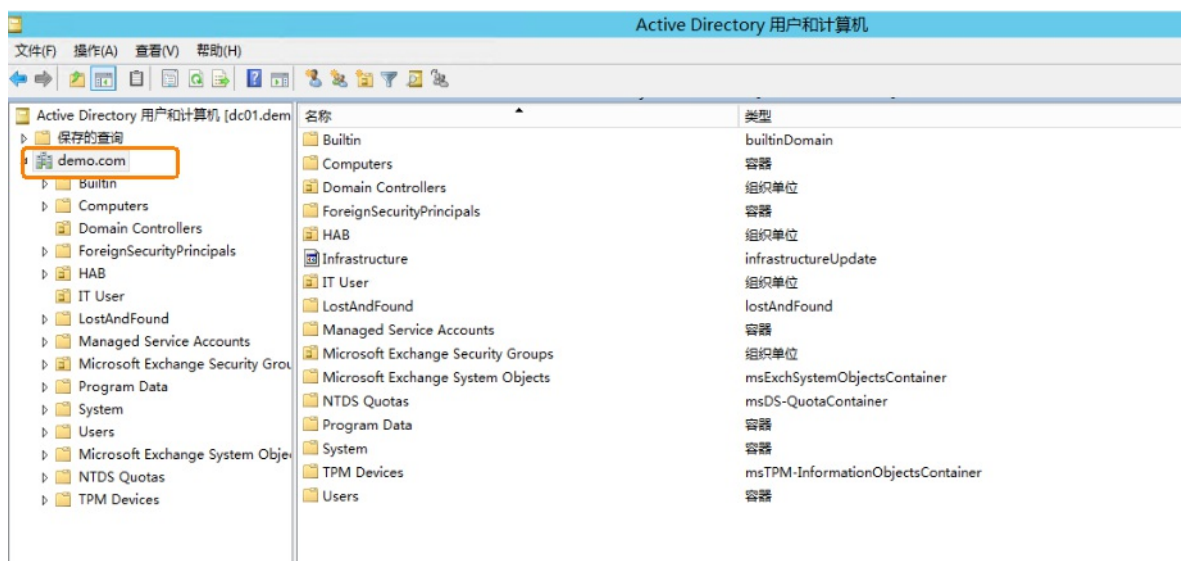 Active Directory 用户和计算机
文件(F) 操作(A) 查看(V) 帮助(H)
Active Directory 用户和计算机 [dc01.dem
保存的查询
demo.com
Builtin
Computers
Domain Controllers
ForeignSecurityPrincipals
HAB
IT User
LostAndFound
Managed Service Accounts
Microsoft Exchange Security Grou
Program Data
System
Users
Microsoft Exchange System Obje
NTDS Quotas
TPM Devices
名称 类型
Builtin builtinDomain
Computers 容器
Domain Controllers 组织单位
ForeignSecurityPrincipals 容器
HAB 组织单位
Infrastructure infrastructureUpdate
IT User 组织单位
LostAndFound lostAndFound
Managed Service Accounts 容器
Microsoft Exchange Security Groups 组织单位
Microsoft Exchange System Objects msExchSystemObjectsContainer
NTDS Quotas msDS-QuotaContainer
Program Data 容器
System 容器
TPM Devices msTPM-InformationObjectsContainer
Users 容器